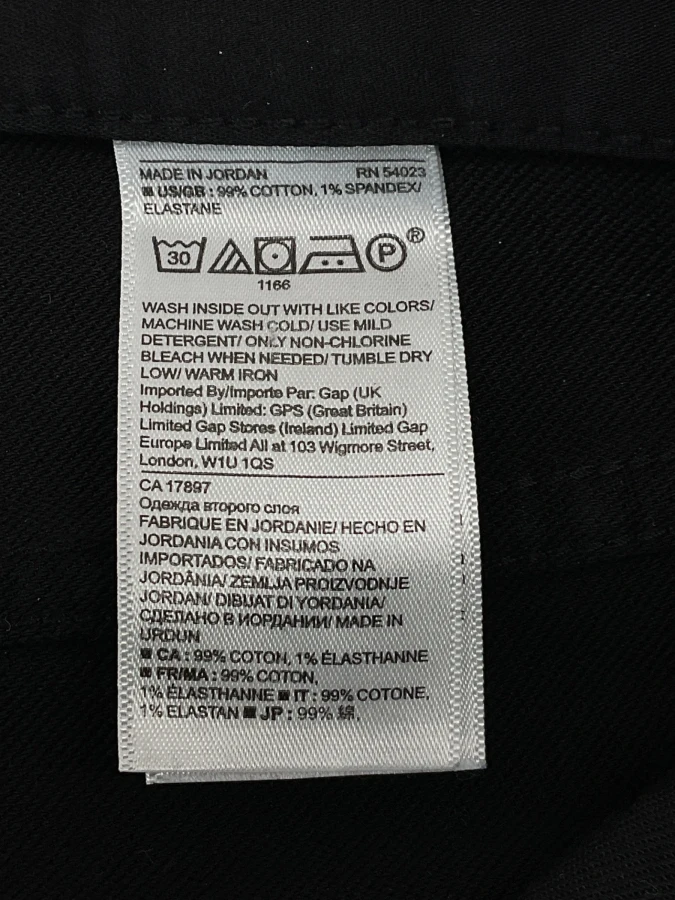 MADE IN JORDAN RN 54023
■ US/GB : 99% COTTON, 1% SPANDEX/
ELASTANE
30 P ®
1166
WASH INSIDE OUT WITH LIKE COLORS/
MACHINE WASH COLD/ USE MILD
DETERGENT/ ONLY NON-CHLORINE
BLEACH WHEN NEEDED/ TUMBLE DRY
LOW/ WARM IRON
Imported By/Importe Par: Gap (UK
Holdings) Limited: GPS (Great Britain)
Limited Gap Stores (Ireland) Limited Gap
Europe Limited All at 103 Wigmore Street,
London, W1U 1QS
CA 17897
Одежда второго слоя
FABRIQUE EN JORDANIE/ HECHO EN
JORDANIA CON INSUMOS
IMPORTADOS/ FABRICADO NA
JORDÂNIA/ ZEMLJA PROIZVODNJE
JORDAN/ DIBUAT DI YORDANIA/
СДЕЛАНО В ИОРДАНИИ/ MADE IN
URDUN
■ CA : 99% COTON, 1% ÉLASTHANNE
■ FR/MA : 99% COTON,
1% ÉLASTHANNE ■ IT : 99% COTONE,
1% ELASTAN ■ JP : 99% 綿,